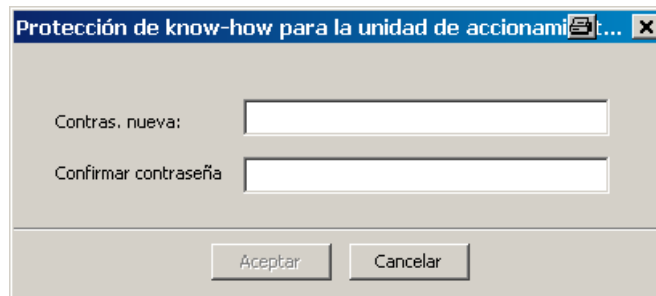 Protección de know-how para la unidad de accionami t...
Contras. nueva:
Confirmar contraseña
Aceptar
Cancelar